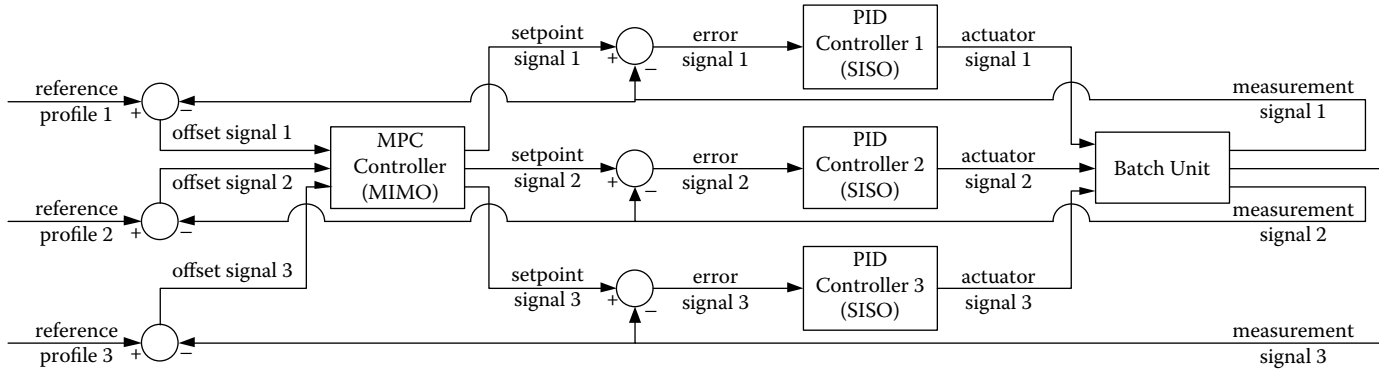 reference
profile 1
+
−
offset signal 1
setpoint
signal 1
+
−
error
signal 1
PID
Controller 1
(SISO)
actuator
signal 1
measurement
signal 1
MPC
Controller
(MIMO)
offset signal 2
reference
profile 2
+
−
setpoint
signal 2
+
−
error
signal 2
PID
Controller 2
(SISO)
actuator
signal 2
Batch Unit
measurement
signal 2
offset signal 3
reference
profile 3
+
−
setpoint
signal 3
+
−
error
signal 3
PID
Controller 3
(SISO)
actuator
signal 3
measurement
signal 3